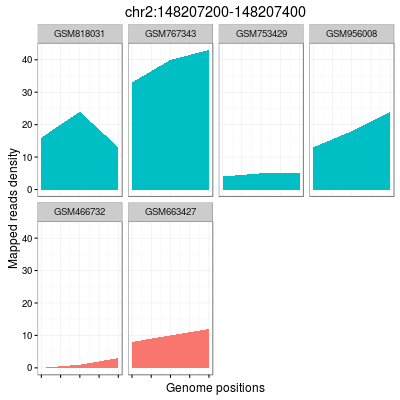 chr2:148207200-148207400
GSM818031 GSM767343 GSM753429 GSM956008
40
30
20
10
0
Mapped reads density
GSM466732 GSM663427
40
30
20
10
0
Genome positions